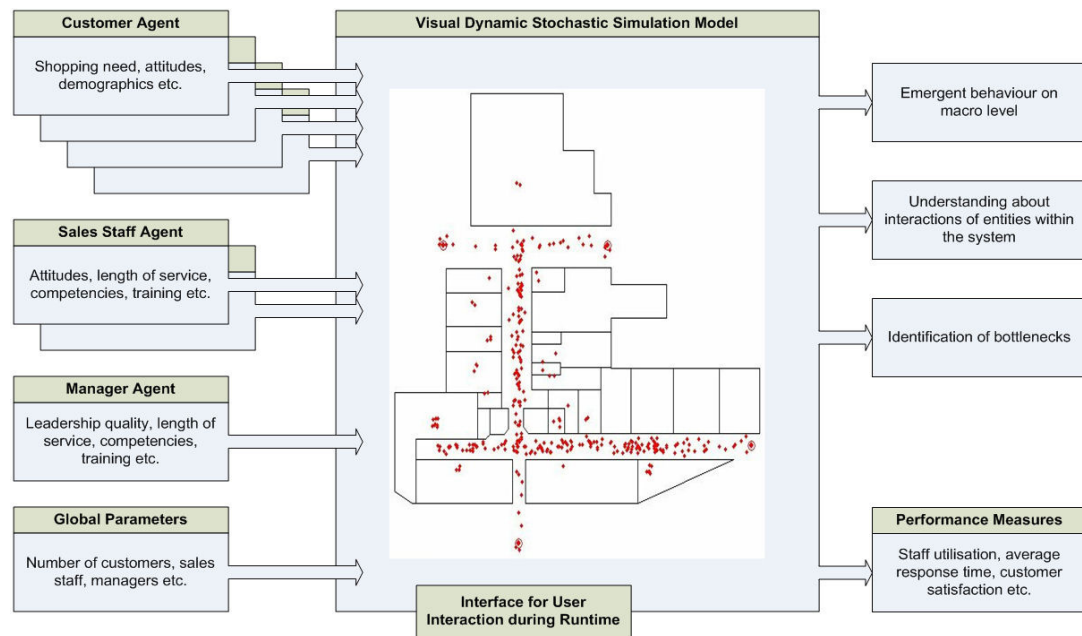 Customer Agent
Shopping need, attitudes,
demographics etc.
Sales Staff Agent
Attitudes, length of service,
competencies, training etc.
Manager Agent
Leadership quality, length of
service, competencies,
training etc.
Global Parameters
Number of customers, sales
staff, managers etc.
Visual Dynamic Stochastic Simulation Model
Interface for User
Interaction during Runtime
Emergent behaviour on
macro level
Understanding about
interactions of entities within
the system
Identification of bottlenecks
Performance Measures
Staff utilisation, average
response time, customer
satisfaction etc.